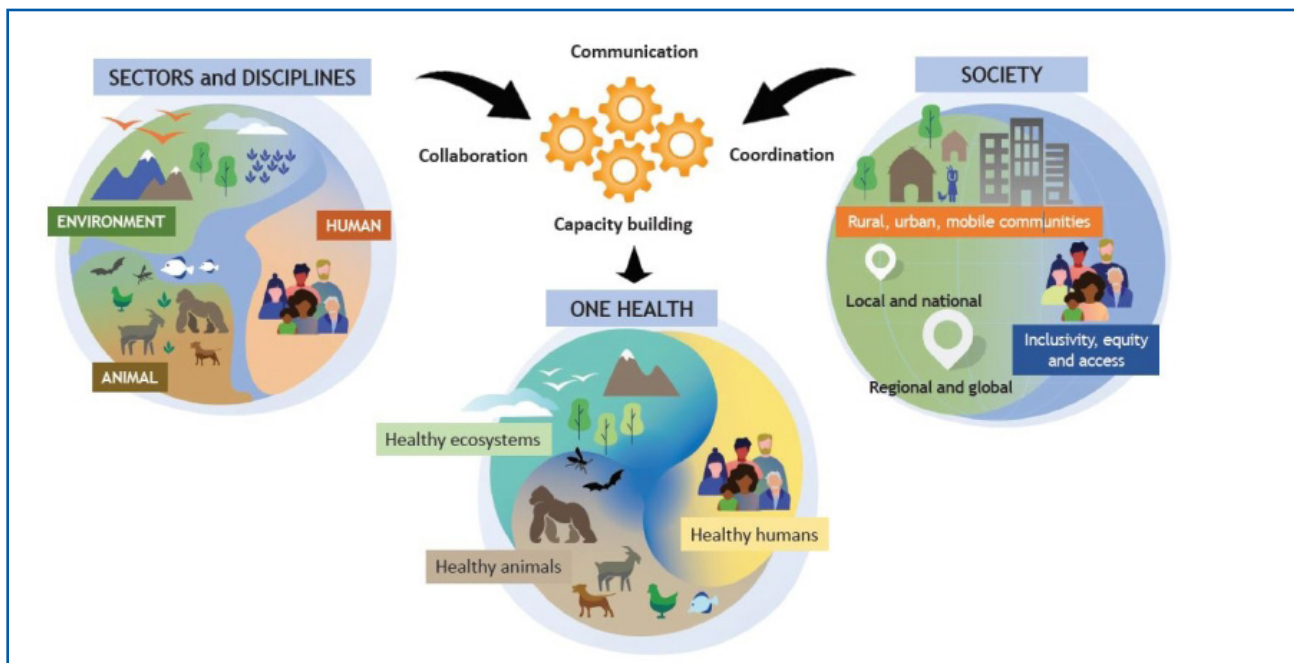 SECTORS and DISCIPLINES
ENVIRONMENT
HUMAN
ANIMAL
Communication
Collaboration
Coordination
Capacity building
SOCIETY
Rural, urban, mobile communities
Local and national
Regional and global
Inclusivity, equity
and access
ONE HEALTH
Healthy ecosystems
Healthy humans
Healthy animals